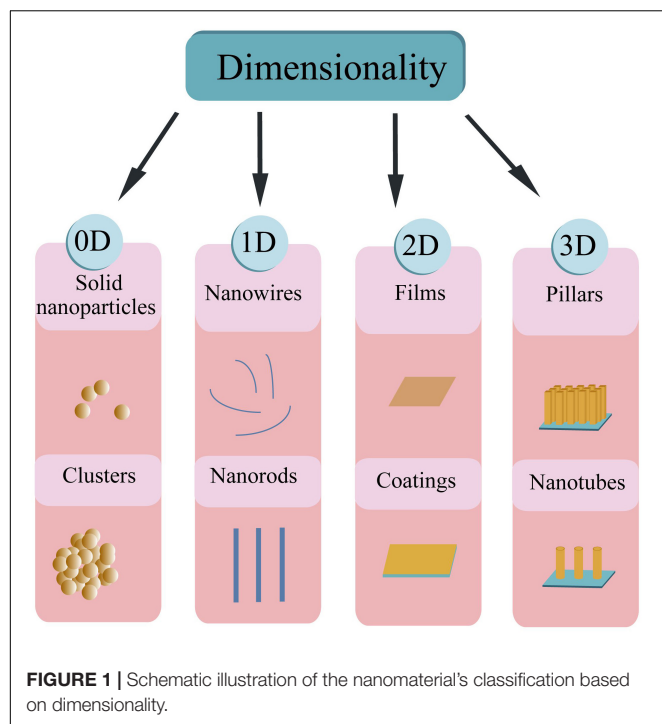 Dimensionality
0D
Solid
nanoparticles
Clusters
1D
Nanowires
Nanorods
2D
Films
Coatings
3D
Pillars
Nanotubes
FIGURE 1 | Schematic illustration of the nanomaterial’s classification based
on dimensionality.